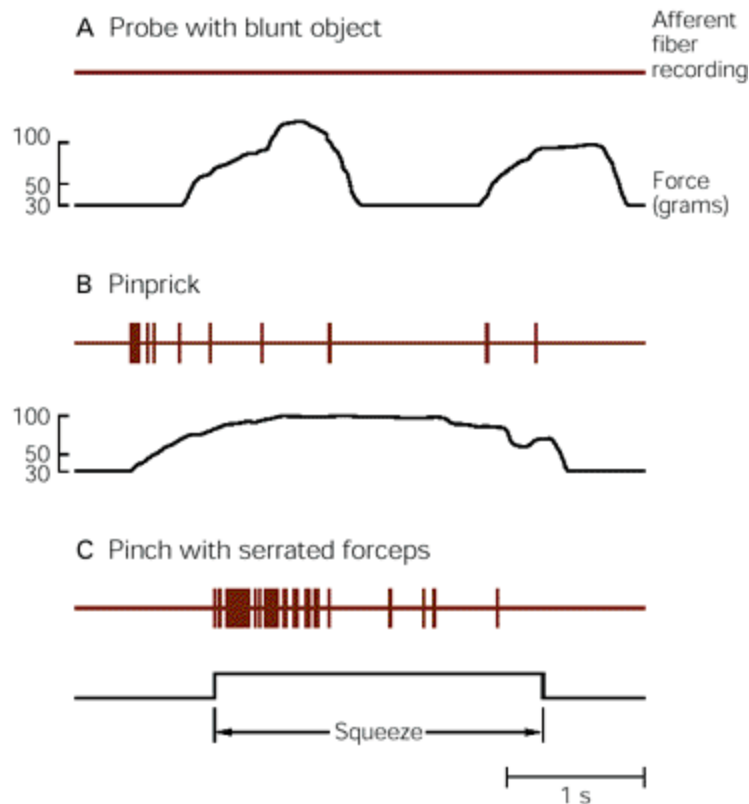 A Probe with blunt object
Afferent
fiber
recording
100
50
30
Force
(grams)
B Pinprick
100
50
30
C Pinch with serrated forceps
Squeeze
1 s